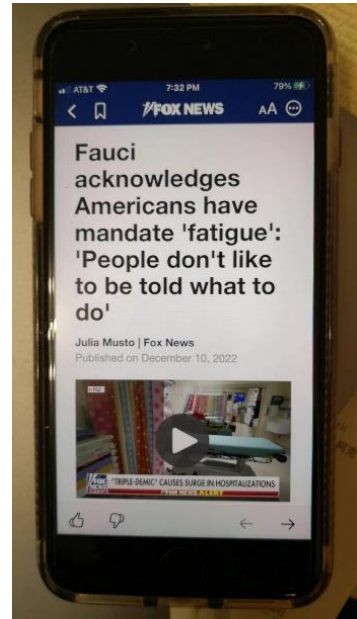 AT&T 7:32 PM 79%
FOX NEWS AA
Fauci
acknowledges
Americans have
mandate 'fatigue':
'People don't like
to be told what to
do'
Julia Musto | Fox News
Published on December 10, 2022
FOX
NEWS
"TRIPLE-DEMIC" CAUSES SURGE IN HOSPITALIZATIONS
FOX NEWS ALERT